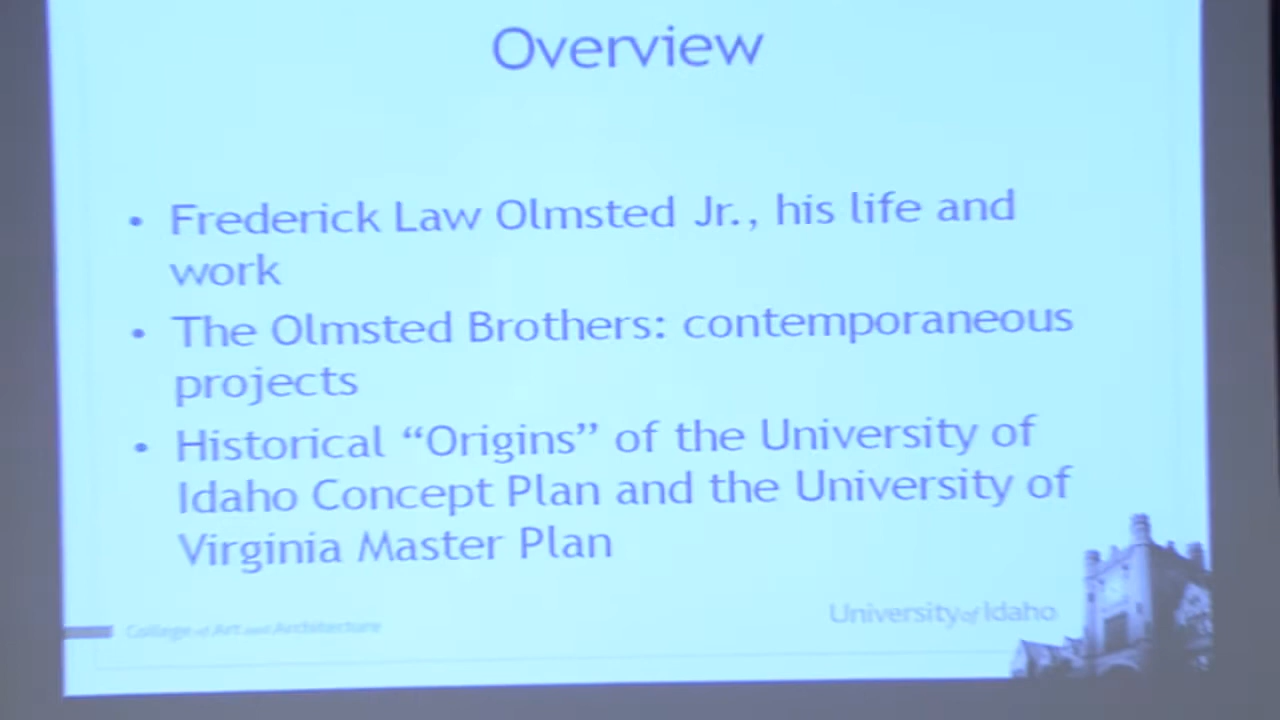 Overview
• Frederick Law Olmsted Jr., his life and
work
• The Olmsted Brothers: contemporaneous
projects
• Historical “Origins” of the University of
Idaho Concept Plan and the University of
Virginia Master Plan
College of Art and Architecture
University of Idaho